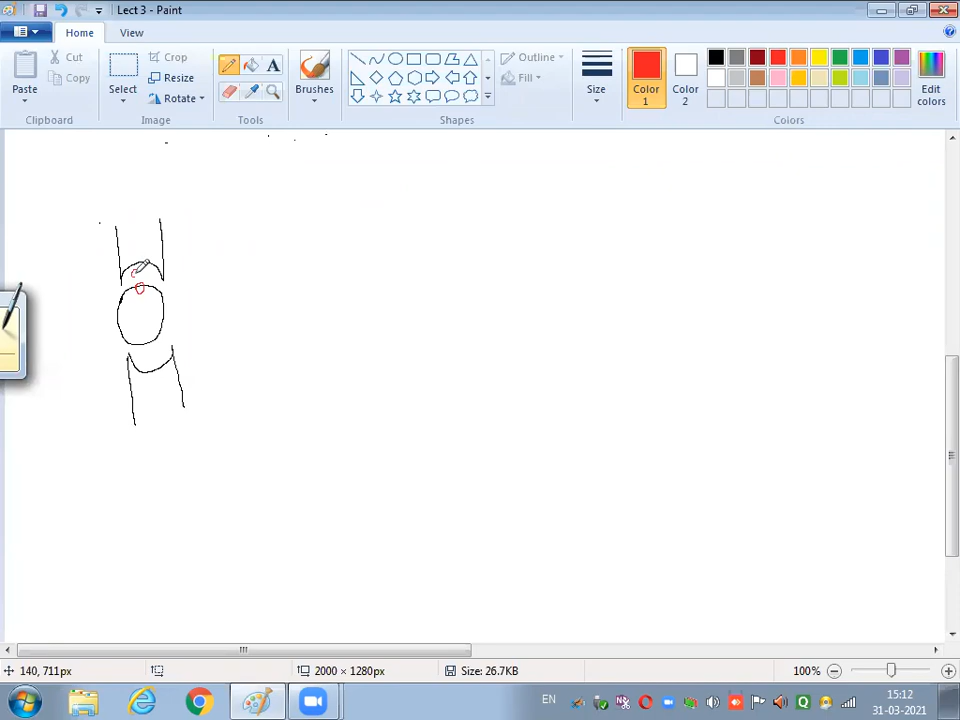 Lect 3 - Paint
Home
View
Paste
Cut
Copy
Clipboard
Select
Crop
Resize
Rotate
Image
Tools
Brushes
Shapes
Outline
Fill
Size
Color 1
Color 2
Colors
Edit colors
140, 711px
2000 × 1280px
Size: 26.7KB
100%
EN
15:12
31-03-2021